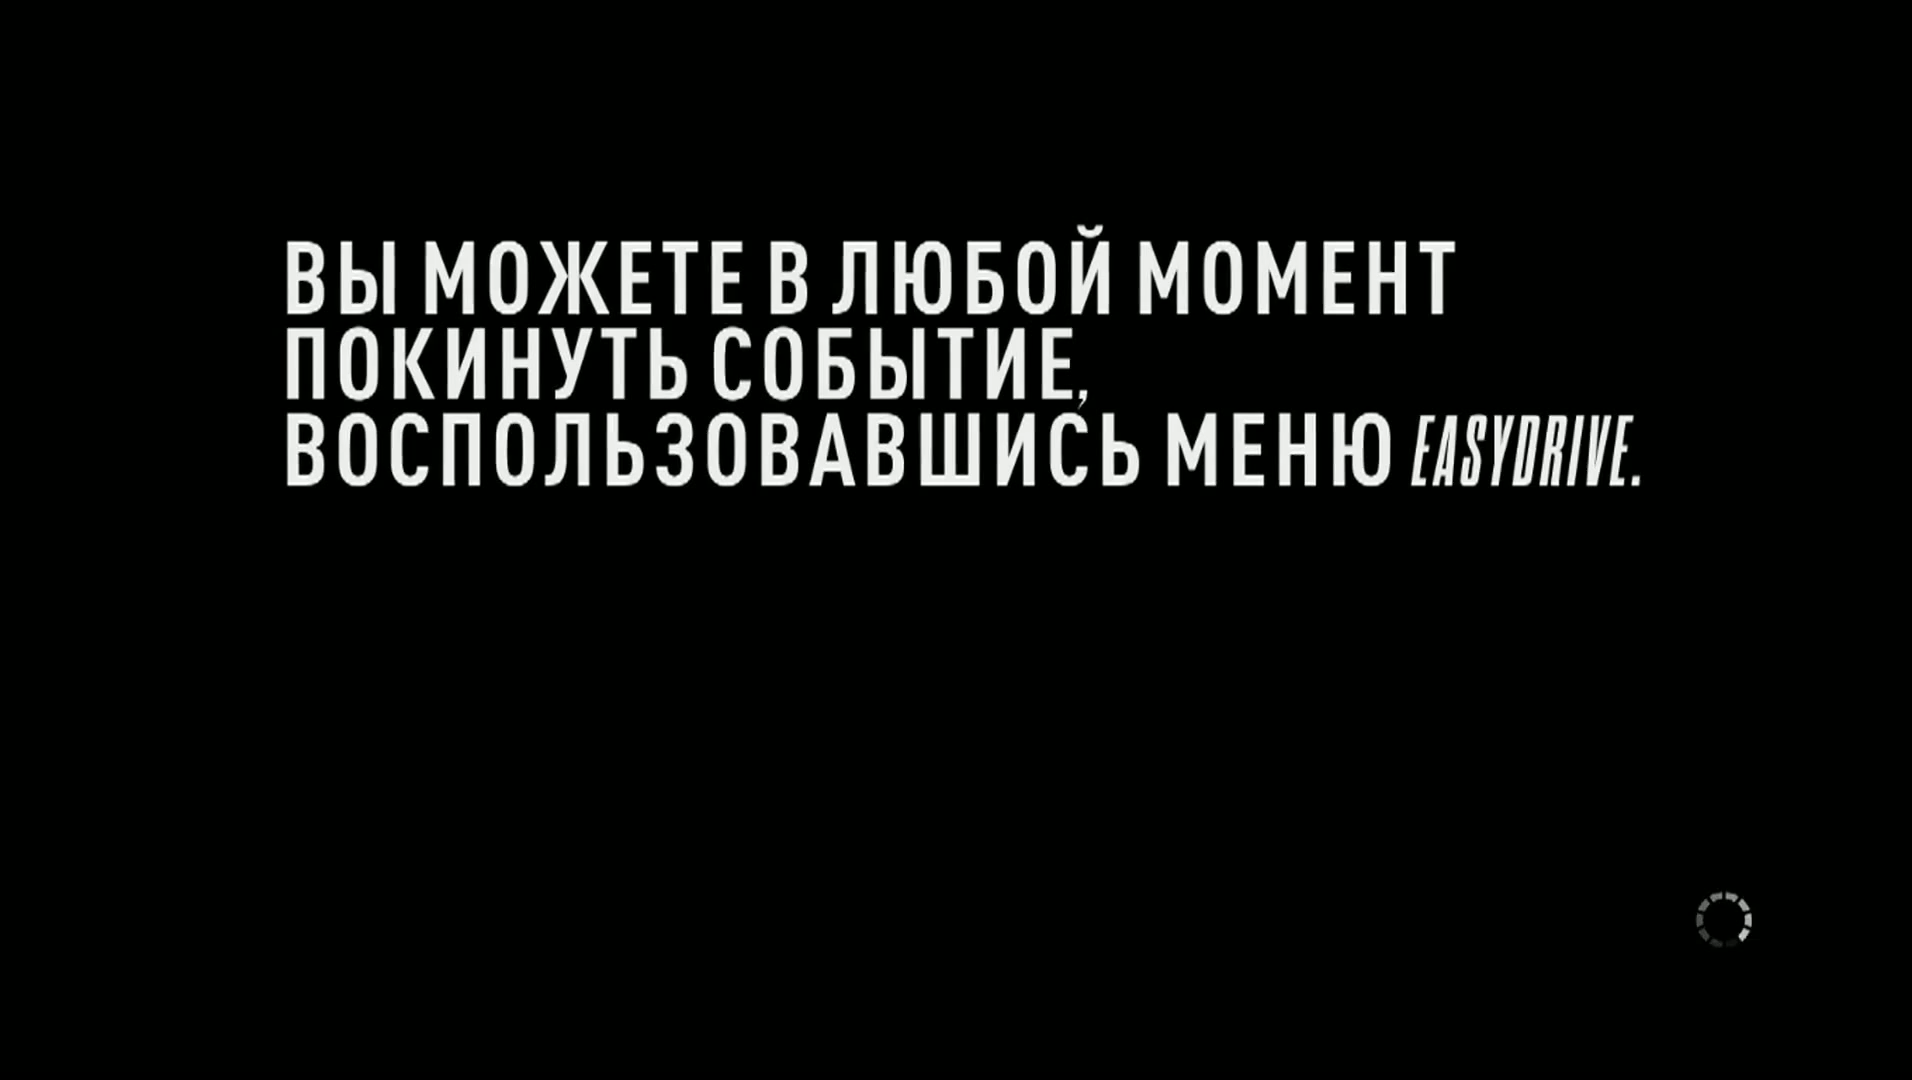 ВЫ МОЖЕТЕ В ЛЮБОЙ МОМЕНТ
ПОКИНУТЬ СОБЫТИЕ,
ВОСПОЛЬЗОВАВШИСЬ МЕНЮ EASYDRIVE.